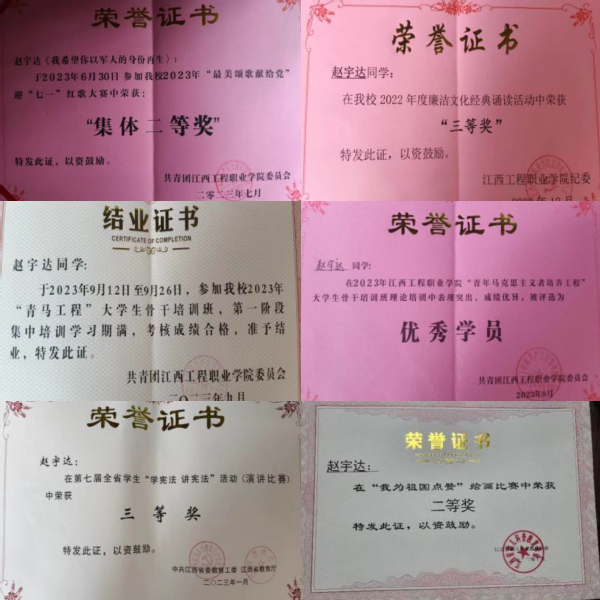 荣誉证书
赵宇达《我希望你以军人的身份再生》:
于2023年6月30日参加我校2023年“最美颂歌献给党”
迎“七一”红歌大赛中荣获:
“集体二等奖”
特发此证,以资鼓励。
共青团江西工程职业学院委员会
二〇二三年七月
荣誉证书
赵宇达同学:
在我校2022年度廉洁文化经典诵读活动中荣获
“三等奖”
特发此证,以资鼓励。
江西工程职业学院纪委
结业证书
CERTIFICATE OF COMPLETION
赵宇达同学:
于2023年9月12日至9月26日,参加我校2023年
“青马工程”大学生骨干培训班,第一阶段
集中培训学习期满,考核成绩合格,准予结
业,特发此证。
共青团江西工程职业学院委员会
二〇二三年九月
荣誉证书
赵宇达 同学:
在2023年江西工程职业学院“青年马克思主义者培养工程”
大学生骨干培训班理论培训中表现突出,成绩优异,被评选为
优秀学员
共青团江西工程职业学院委员会
2023年9月
荣誉证书
赵宇达:
在第七届全省学生“学宪法 讲宪法”活动(演讲比赛)
中荣获
三等奖
特发此证,以资鼓励。
中共江西省委教育工委 江西省教育厅
二〇二三年一月
荣誉证书
赵宇达:
在“我为祖国点赞”绘画比赛中荣获
二等奖
特发此证,以资鼓励。